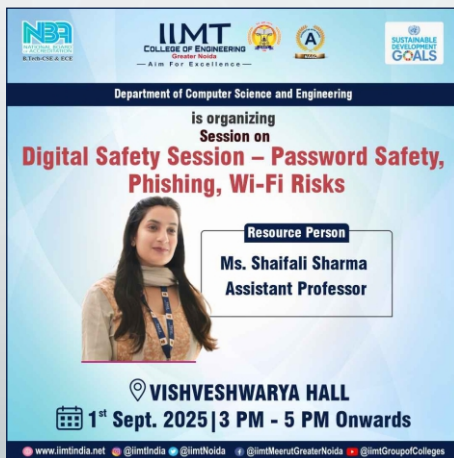 NBA
NATIONAL BOARD
OF ACCREDITATION
B.Tech-CSE & ECE
IIMT
COLLEGE OF ENGINEERING
Greater Noida
Aim For Excellence
A
SUSTAINABLE
DEVELOPMENT
GOALS
Department of Computer Science and Engineering
is organizing
Session on
Digital Safety Session – Password Safety,
Phishing, Wi-Fi Risks
Resource Person
Ms. Shaifali Sharma
Assistant Professor
VISHVESHWARYA HALL
1st Sept. 2025|3 PM - 5 PM Onwards
www.iimtindia.net @iimtIndia @iimtNoida @iimtMeerutGreaterNoida @iimtGroupofColleges